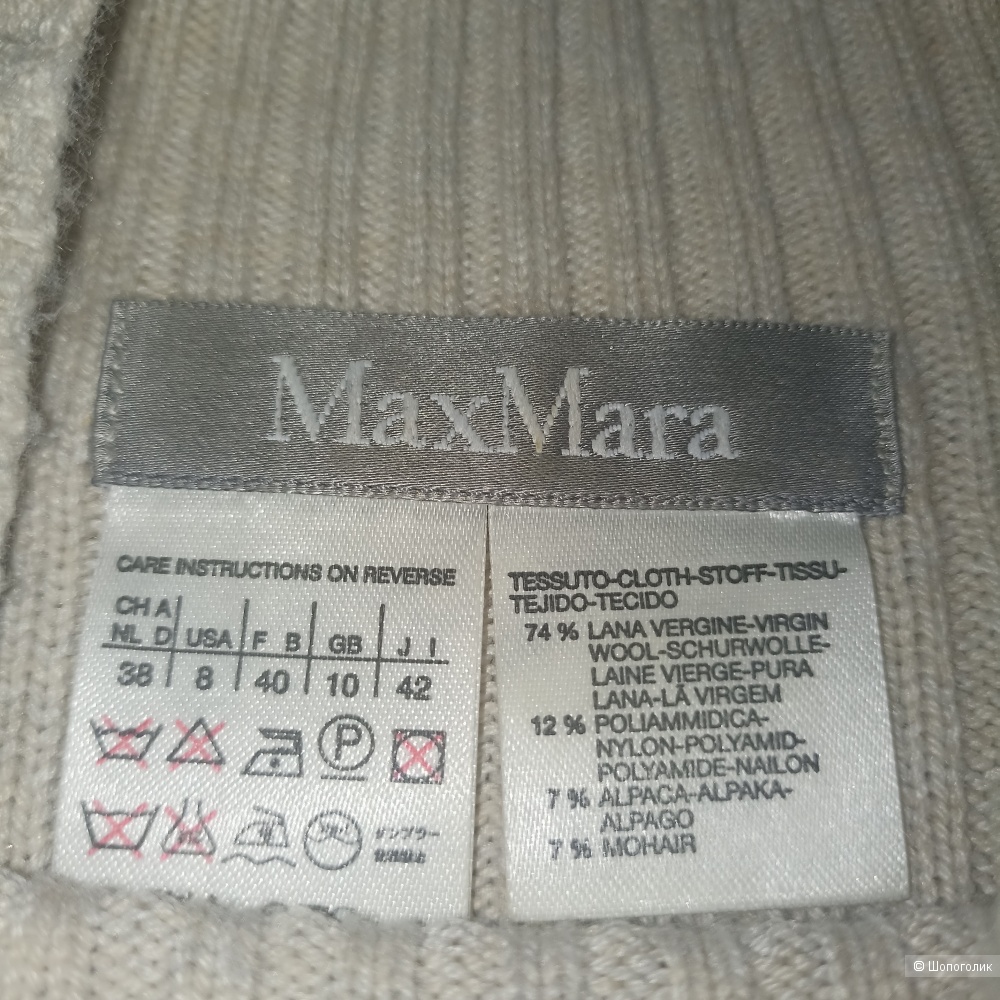 MaxMara
CARE INSTRUCTIONS ON REVERSE
CH A
NL D USA F B GB J I
38 8 40 10 42
P
TESSUTO-CLOTH-STOFF-TISSU-
TEJIDO-TECIDO
74 % LANA VERGINE-VIRGIN
WOOL-SCHURWOLLE-
LAINE VIERGE-PURA
LANA-LÃ VIRGEM
12 % POLIAMMIDICA-
NYLON-POLYAMID-
POLYAMIDE-NAILON
7 % ALPACA-ALPAKA-
ALPAGO
7 % MOHAIR
© Шопоголик